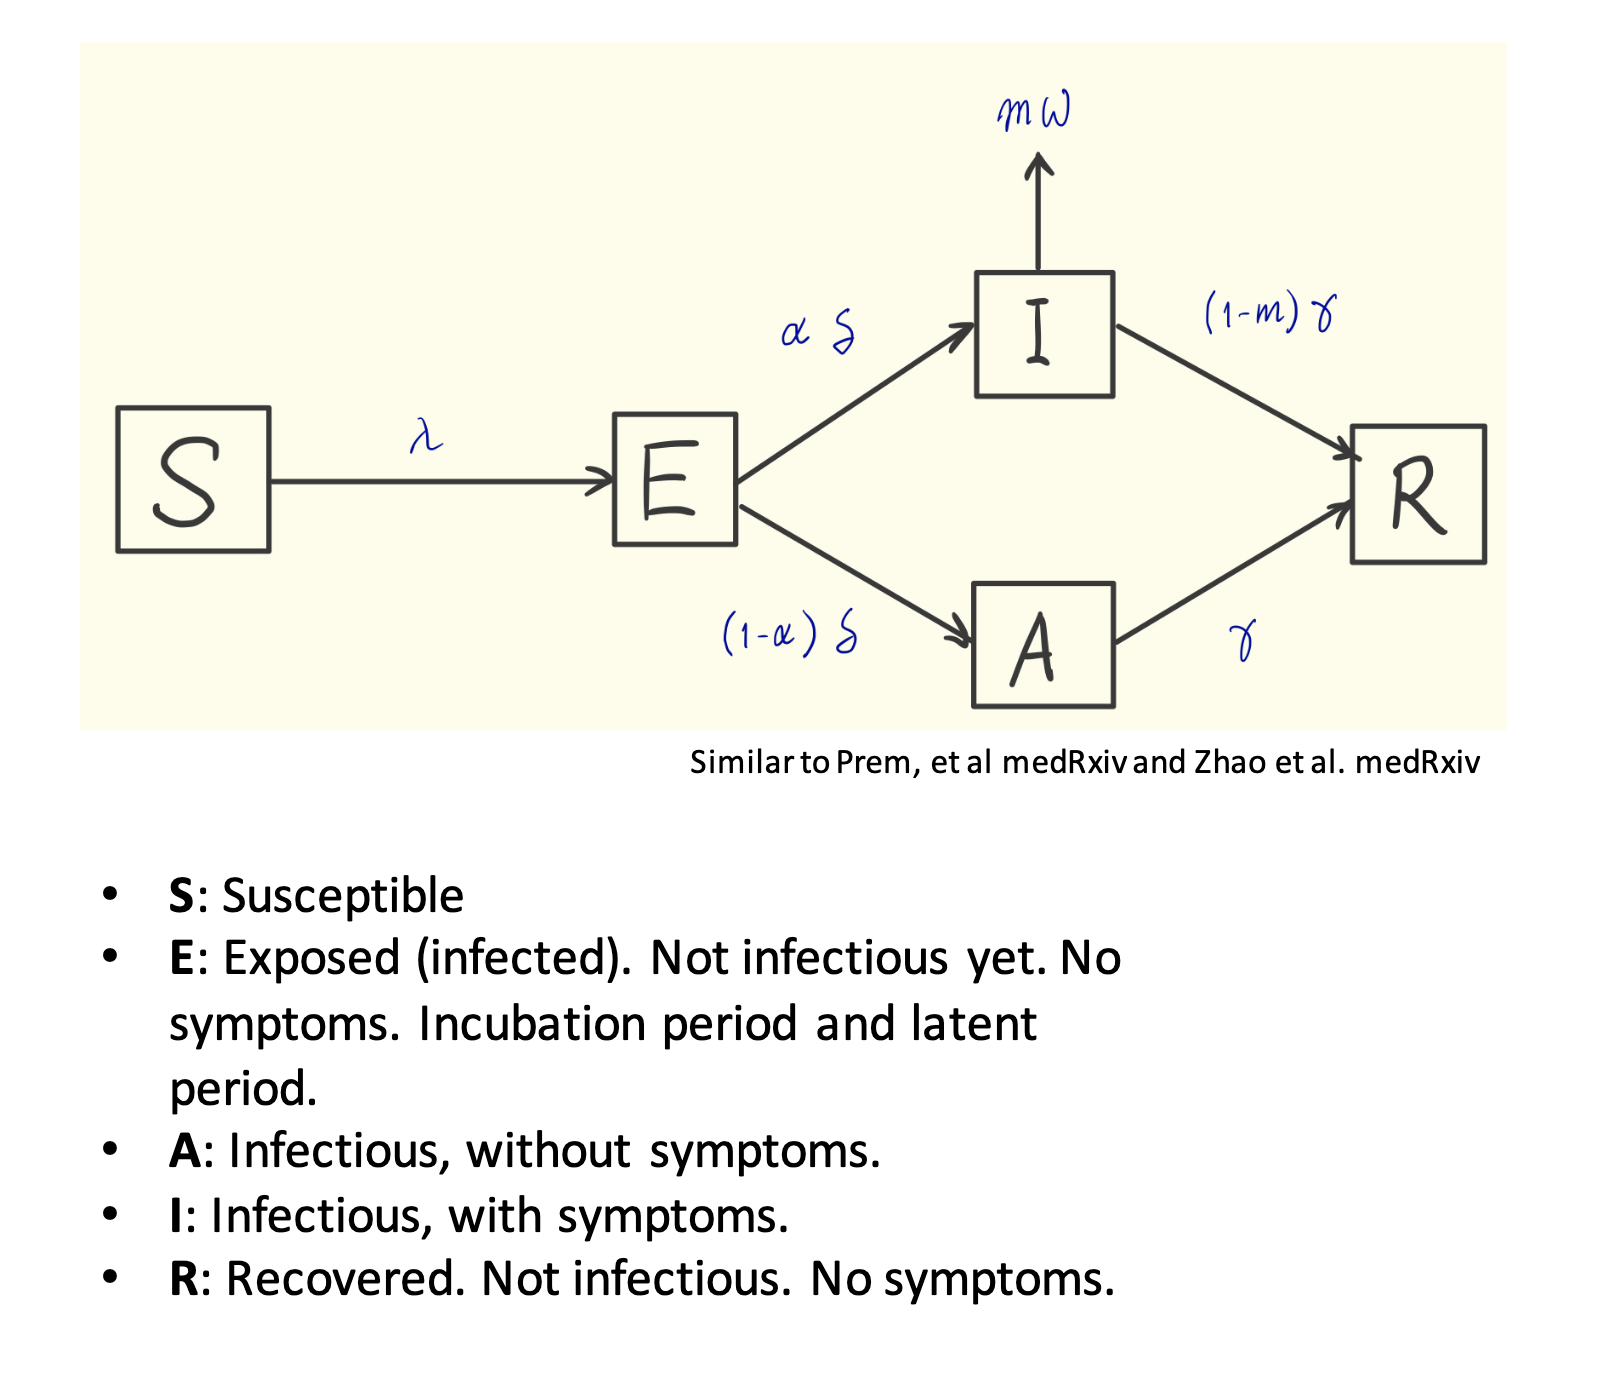 mω
α δ
(1-m) γ
I
λ
S
E
R
(1-α) δ
A
γ
Similar to Prem, et al medRxiv and Zhao et al. medRxiv
• S: Susceptible
• E: Exposed (infected). Not infectious yet. No
symptoms. Incubation period and latent
period.
• A: Infectious, without symptoms.
• I: Infectious, with symptoms.
• R: Recovered. Not infectious. No symptoms.